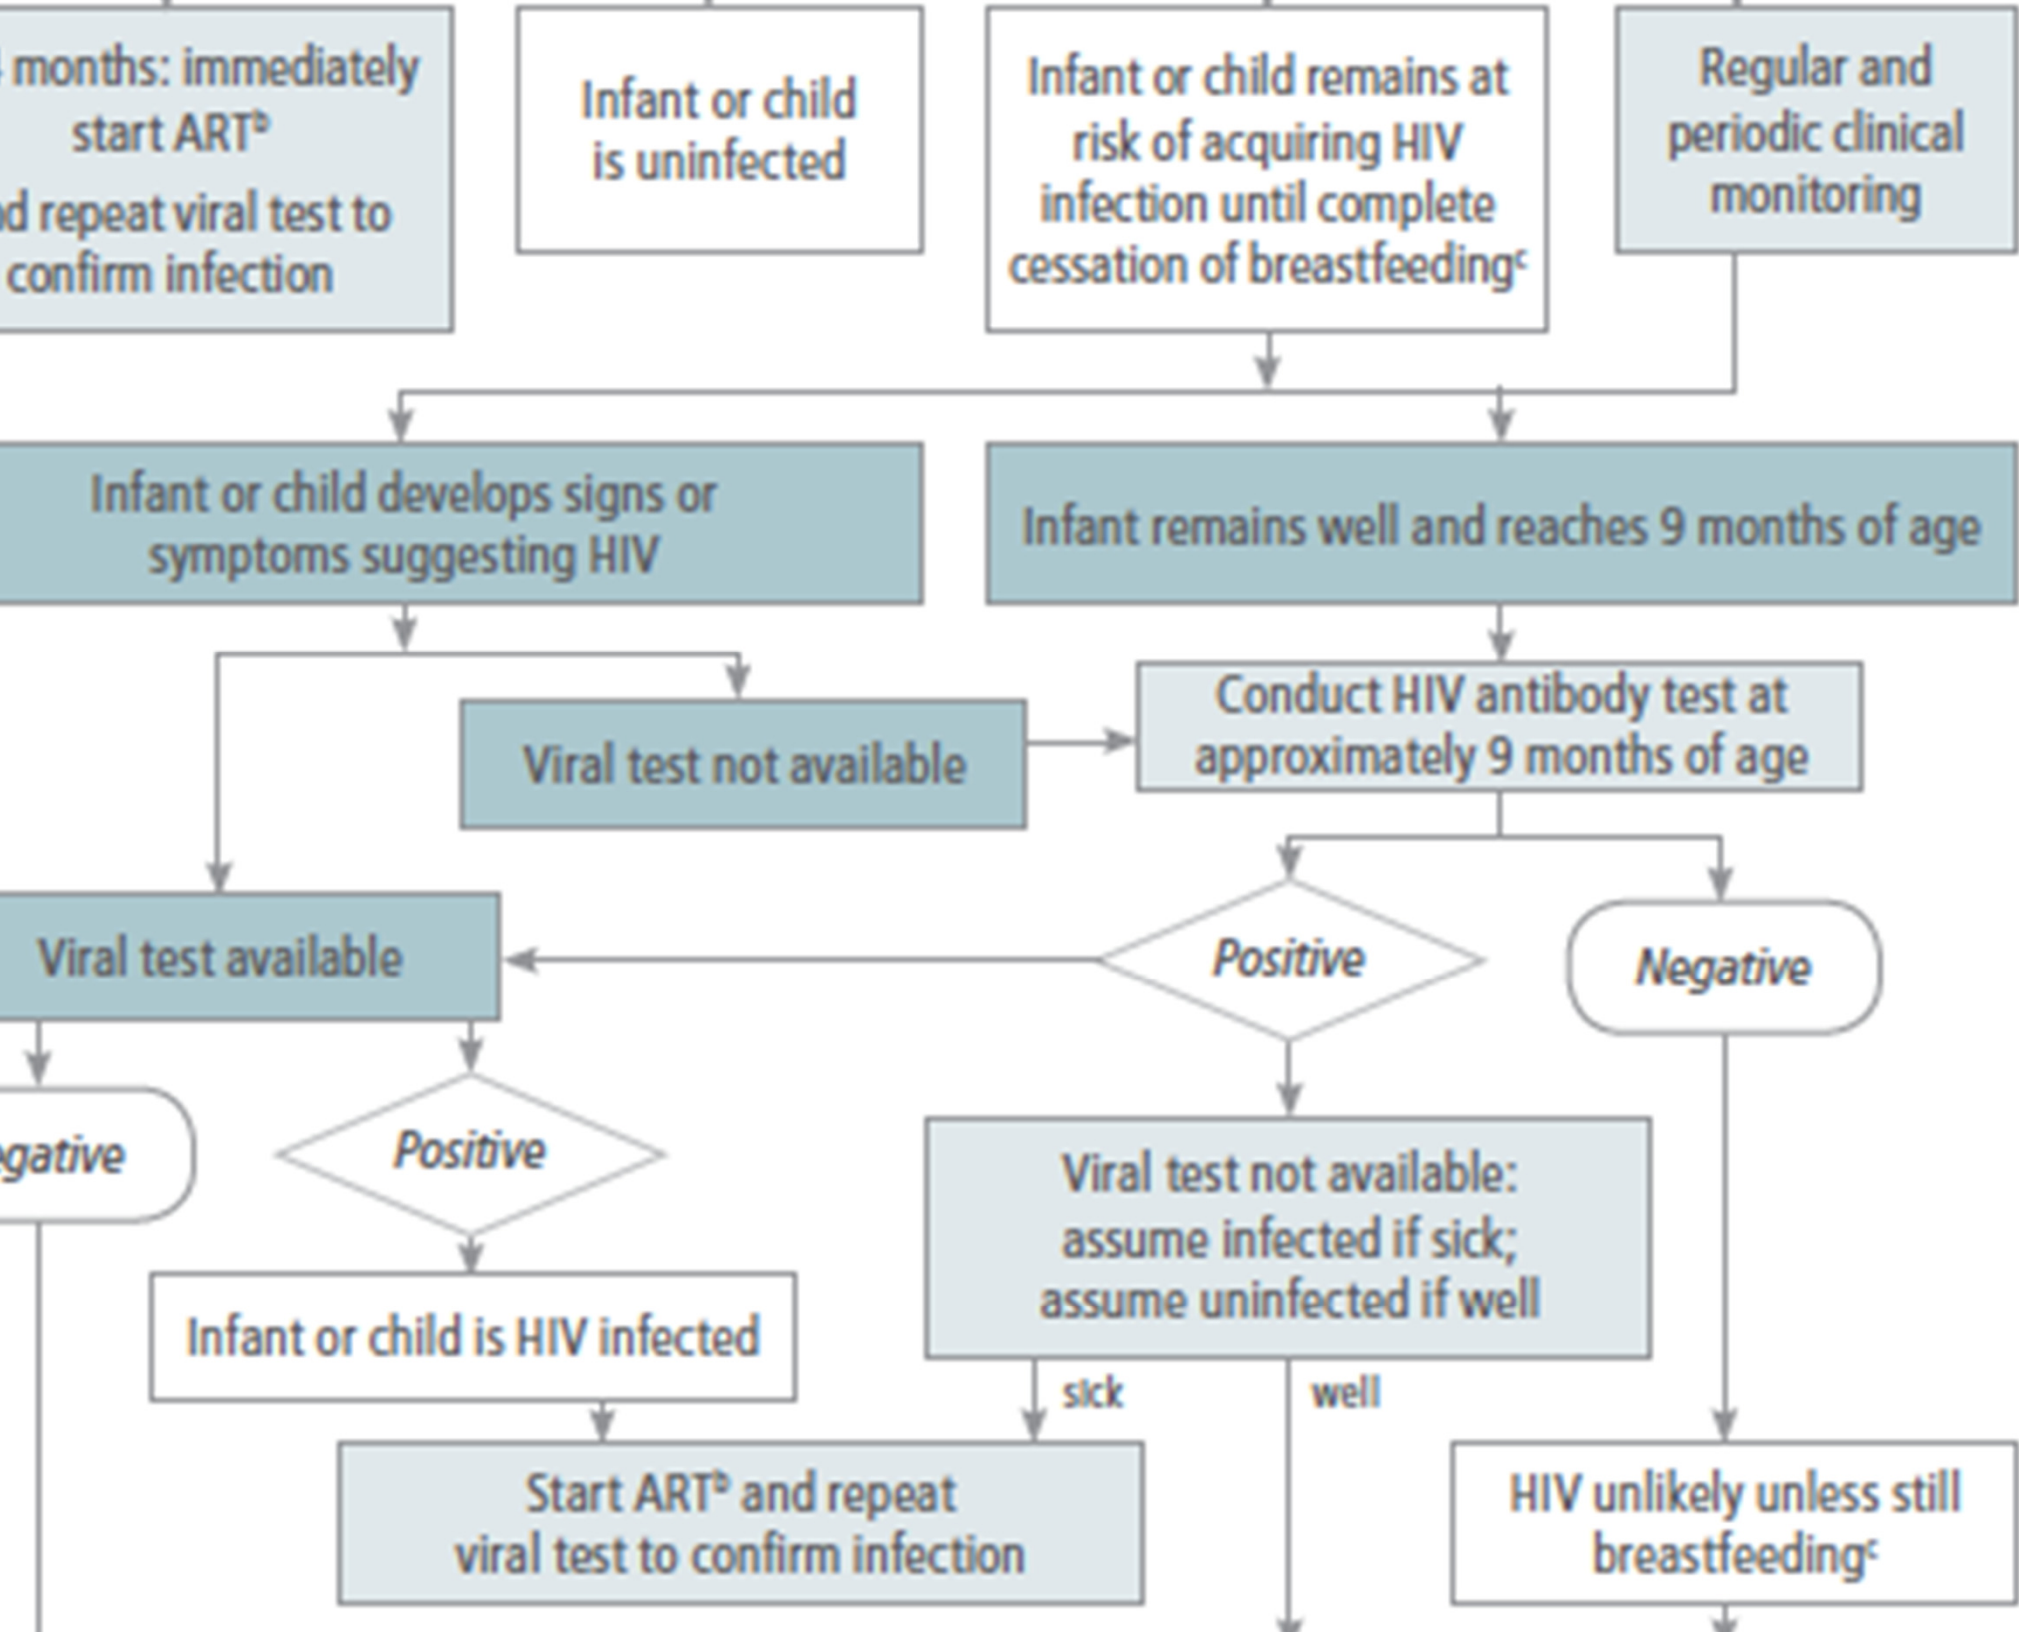 months: immediately
start ARTᵇ
repeat viral test to
confirm infection
Infant or child
is uninfected
Infant or child remains at
risk of acquiring HIV
infection until complete
cessation of breastfeedingᶜ
Regular and
periodic clinical
monitoring
Infant or child develops signs or
symptoms suggesting HIV
Infant remains well and reaches 9 months of age
Viral test not available
Conduct HIV antibody test at
approximately 9 months of age
Viral test available
Positive
Negative
egative
Positive
Viral test not available:
assume infected if sick;
assume uninfected if well
Infant or child is HIV infected
sick
well
Start ARTᵇ and repeat
viral test to confirm infection
HIV unlikely unless still
breastfeedingᶜ